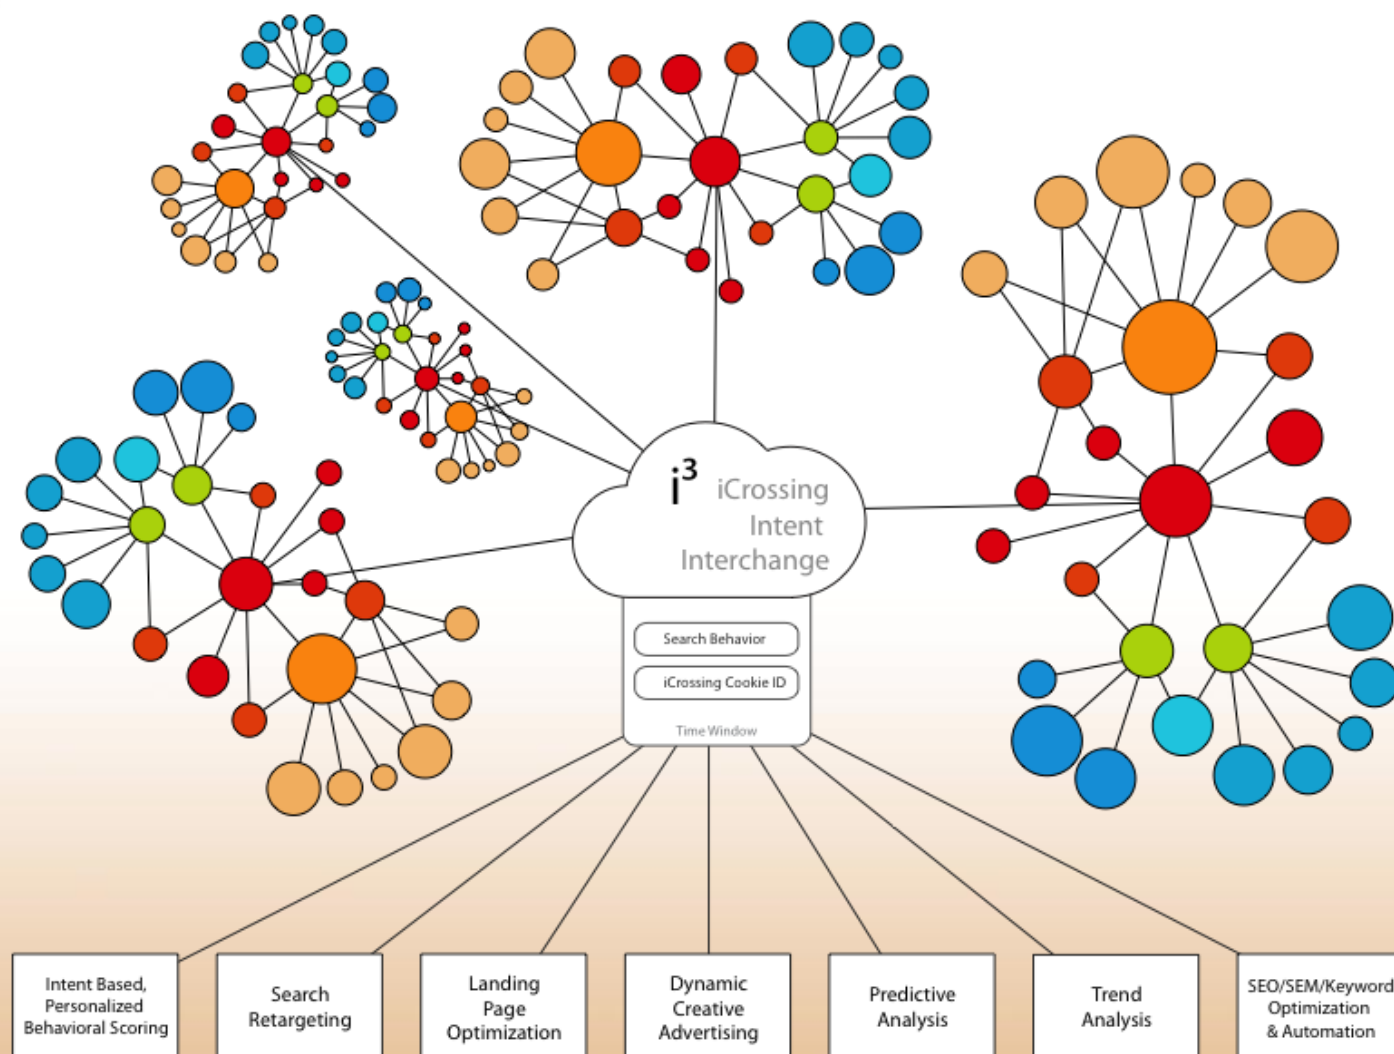 i³ iCrossing
Intent
Interchange
Search Behavior
iCrossing Cookie ID
Time Window
Intent Based,
Personalized
Behavioral Scoring
Search
Retargeting
Landing
Page
Optimization
Dynamic
Creative
Advertising
Predictive
Analysis
Trend
Analysis
SEO/SEM/Keyword
Optimization
& Automation